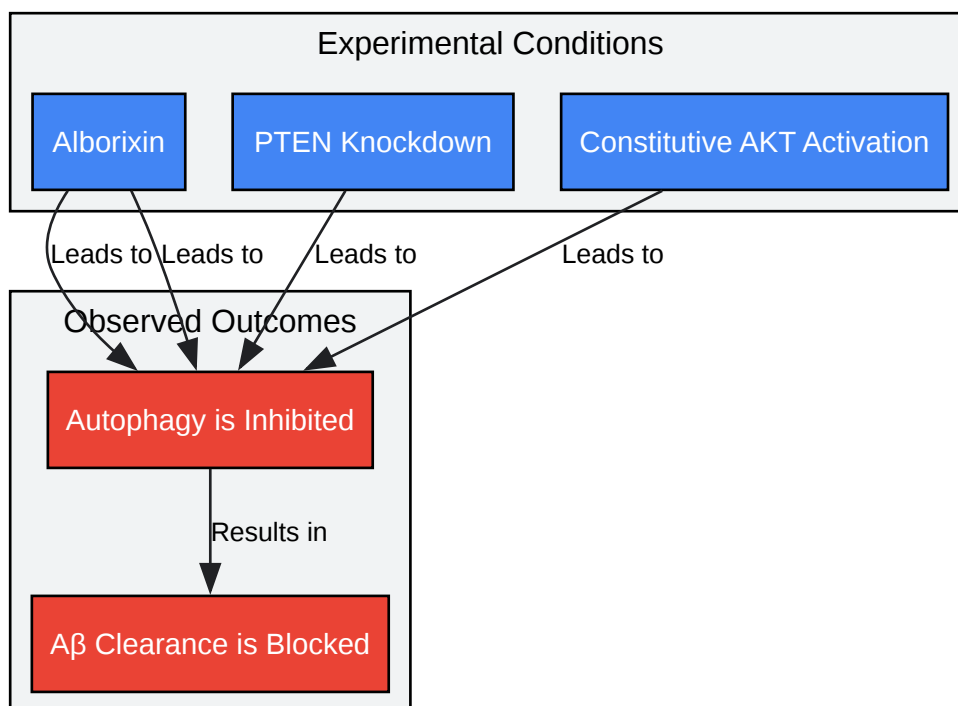 Experimental Conditions
Alborixin
PTEN Knockdown
Constitutive AKT Activation
Leads to
Leads to
Leads to
Leads to
Observed Outcomes
Autophagy is Inhibited
Results in
Aβ Clearance is Blocked